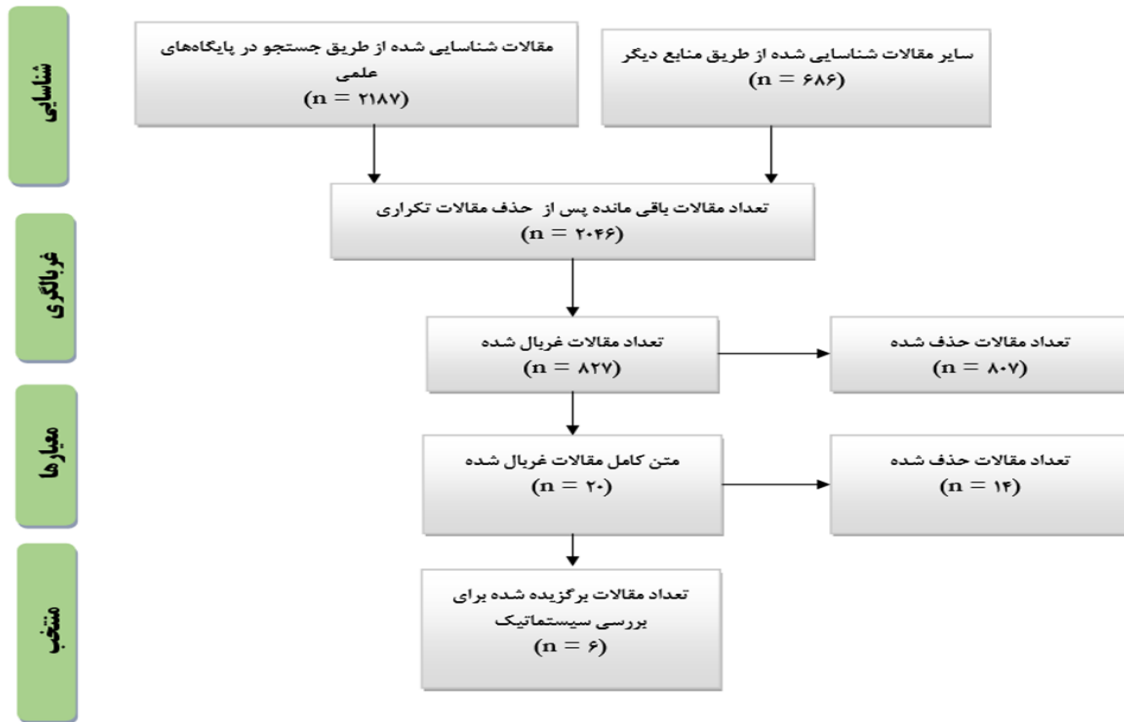 شناسایی
مقالات شناسایی شده از طریق جستجو در پایگاه‌های
علمی
(n = ۲۱۸۷)
سایر مقالات شناسایی شده از طریق منابع دیگر
(n = ۶۸۶)
تعداد مقالات باقی مانده پس از حذف مقالات تکراری
(n = ۲۰۴۶)
غربالگری
تعداد مقالات غربال شده
(n = ۸۲۷)
تعداد مقالات حذف شده
(n = ۸۰۷)
معیارها
متن کامل مقالات غربال شده
(n = ۲۰)
تعداد مقالات حذف شده
(n = ۱۴)
منتخب
تعداد مقالات برگزیده شده برای
بررسی سیستماتیک
(n = ۶)